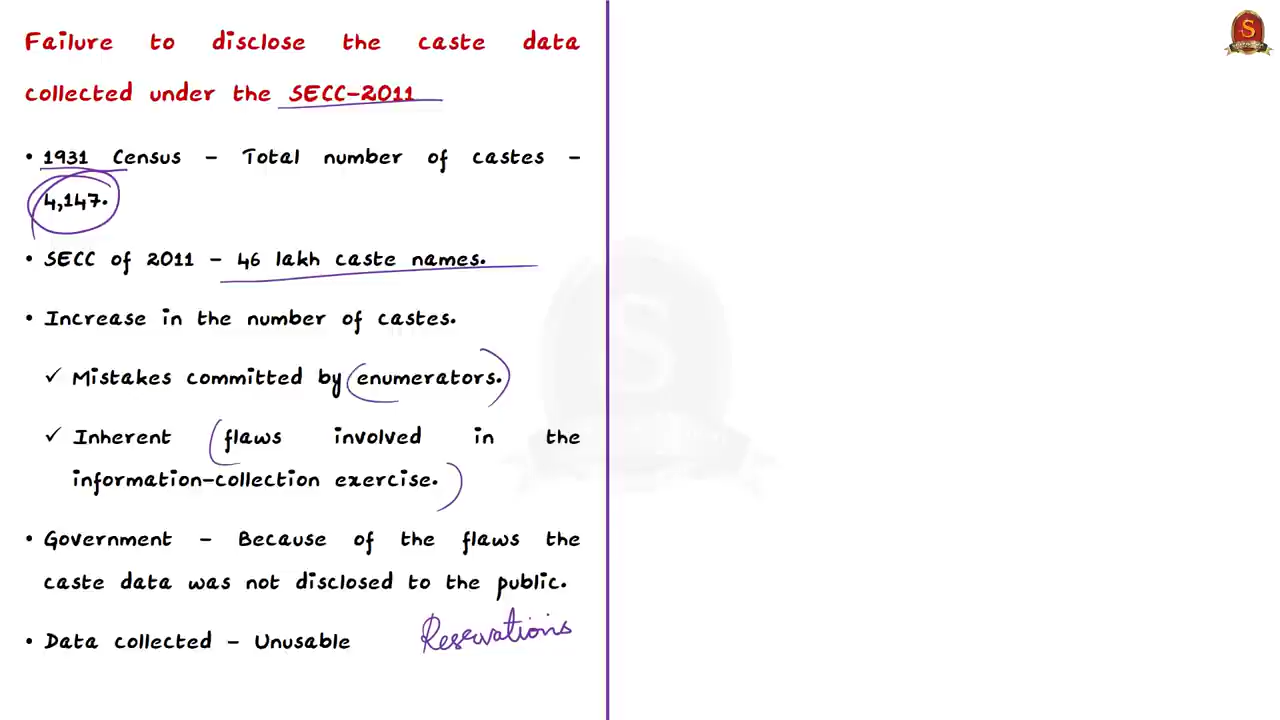 Failure to disclose the caste data
collected under the SECC-2011
• 1931 Census – Total number of castes –
4,147.
• SECC of 2011 – 46 lakh caste names.
• Increase in the number of castes.
✓ Mistakes committed by enumerators.
✓ Inherent flaws involved in the
information-collection exercise.
• Government – Because of the flaws the
caste data was not disclosed to the public.
• Data collected – Unusable
Reservations
S
S